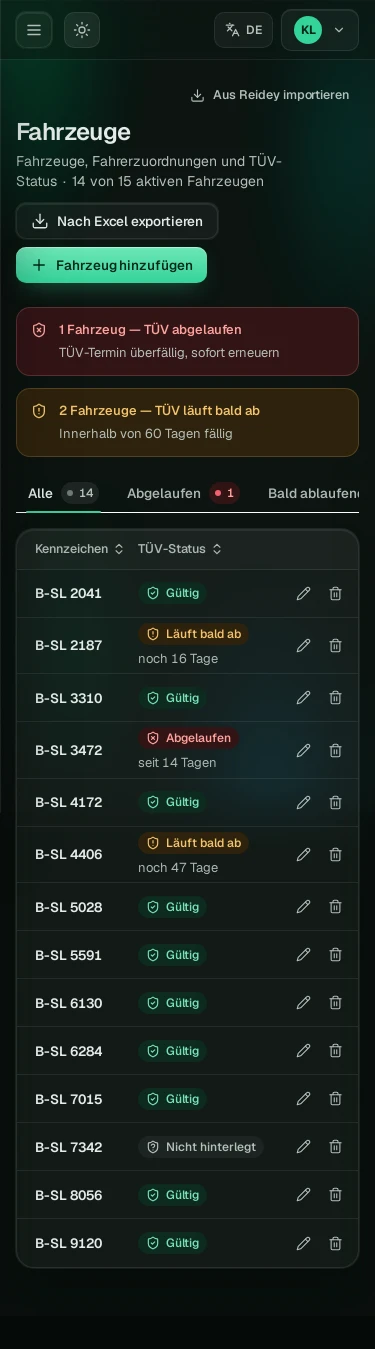 DE
KL
Aus Reidey importieren
Fahrzeuge
Fahrzeuge, Fahrerzuordnungen und TÜV-
Status · 14 von 15 aktiven Fahrzeugen
Nach Excel exportieren
Fahrzeug hinzufügen
1 Fahrzeug — TÜV abgelaufen
TÜV-Termin überfällig, sofort erneuern
2 Fahrzeuge — TÜV läuft bald ab
Innerhalb von 60 Tagen fällig
Alle 14 Abgelaufen 1 Bald ablaufend
Kennzeichen TÜV-Status
B-SL 2041 Gültig
B-SL 2187 Läuft bald ab
noch 16 Tage
B-SL 3310 Gültig
B-SL 3472 Abgelaufen
seit 14 Tagen
B-SL 4172 Gültig
B-SL 4406 Läuft bald ab
noch 47 Tage
B-SL 5028 Gültig
B-SL 5591 Gültig
B-SL 6130 Gültig
B-SL 6284 Gültig
B-SL 7015 Gültig
B-SL 7342 Nicht hinterlegt
B-SL 8056 Gültig
B-SL 9120 Gültig